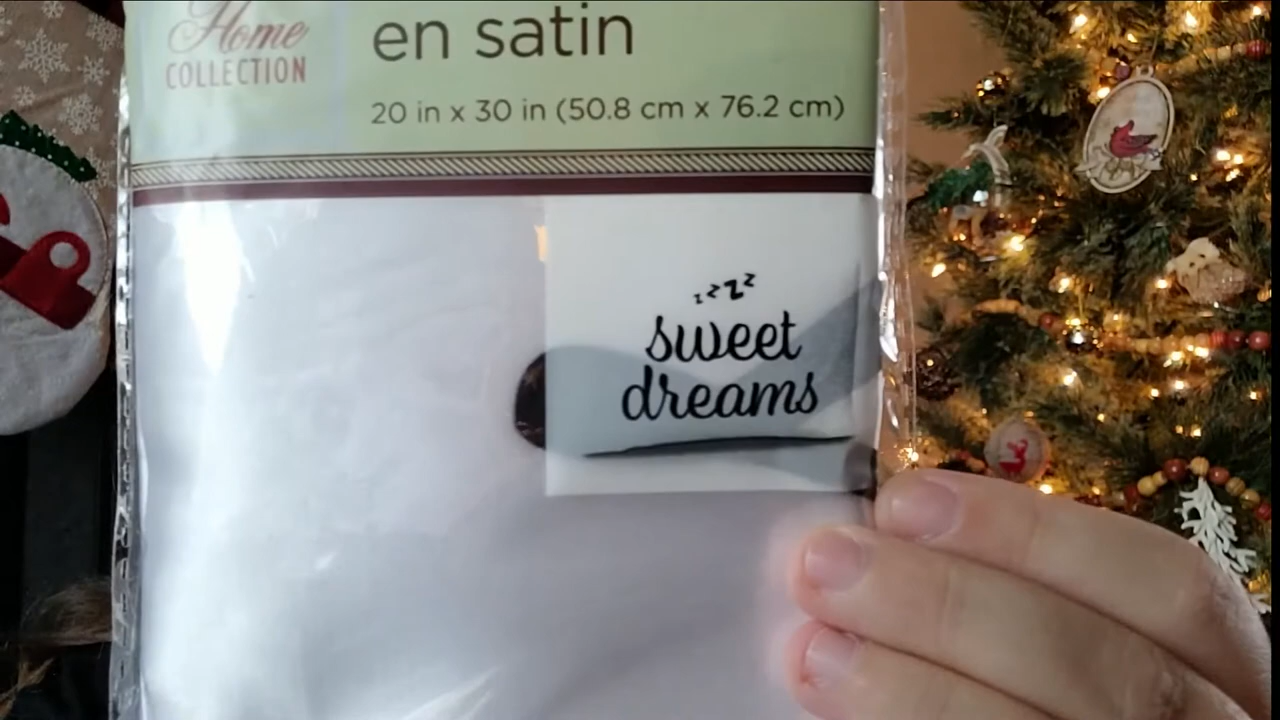 Home
COLLECTION
en satin
20 in x 30 in (50.8 cm x 76.2 cm)
zzzz
sweet
dreams